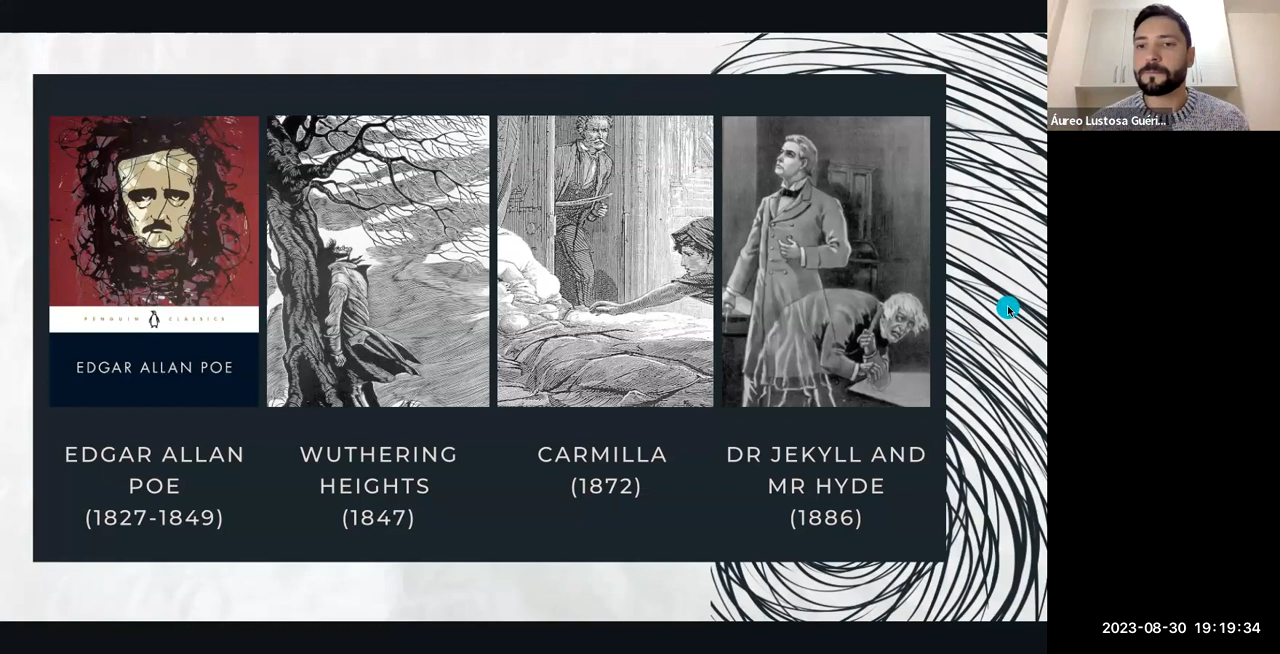 Áureo Lustosa Guéri...
PENGUIN CLASSICS
EDGAR ALLAN POE
EDGAR ALLAN
POE
(1827-1849)
WUTHERING
HEIGHTS
(1847)
CARMILLA
(1872)
DR JEKYLL AND
MR HYDE
(1886)
2023-08-30 19:19:34